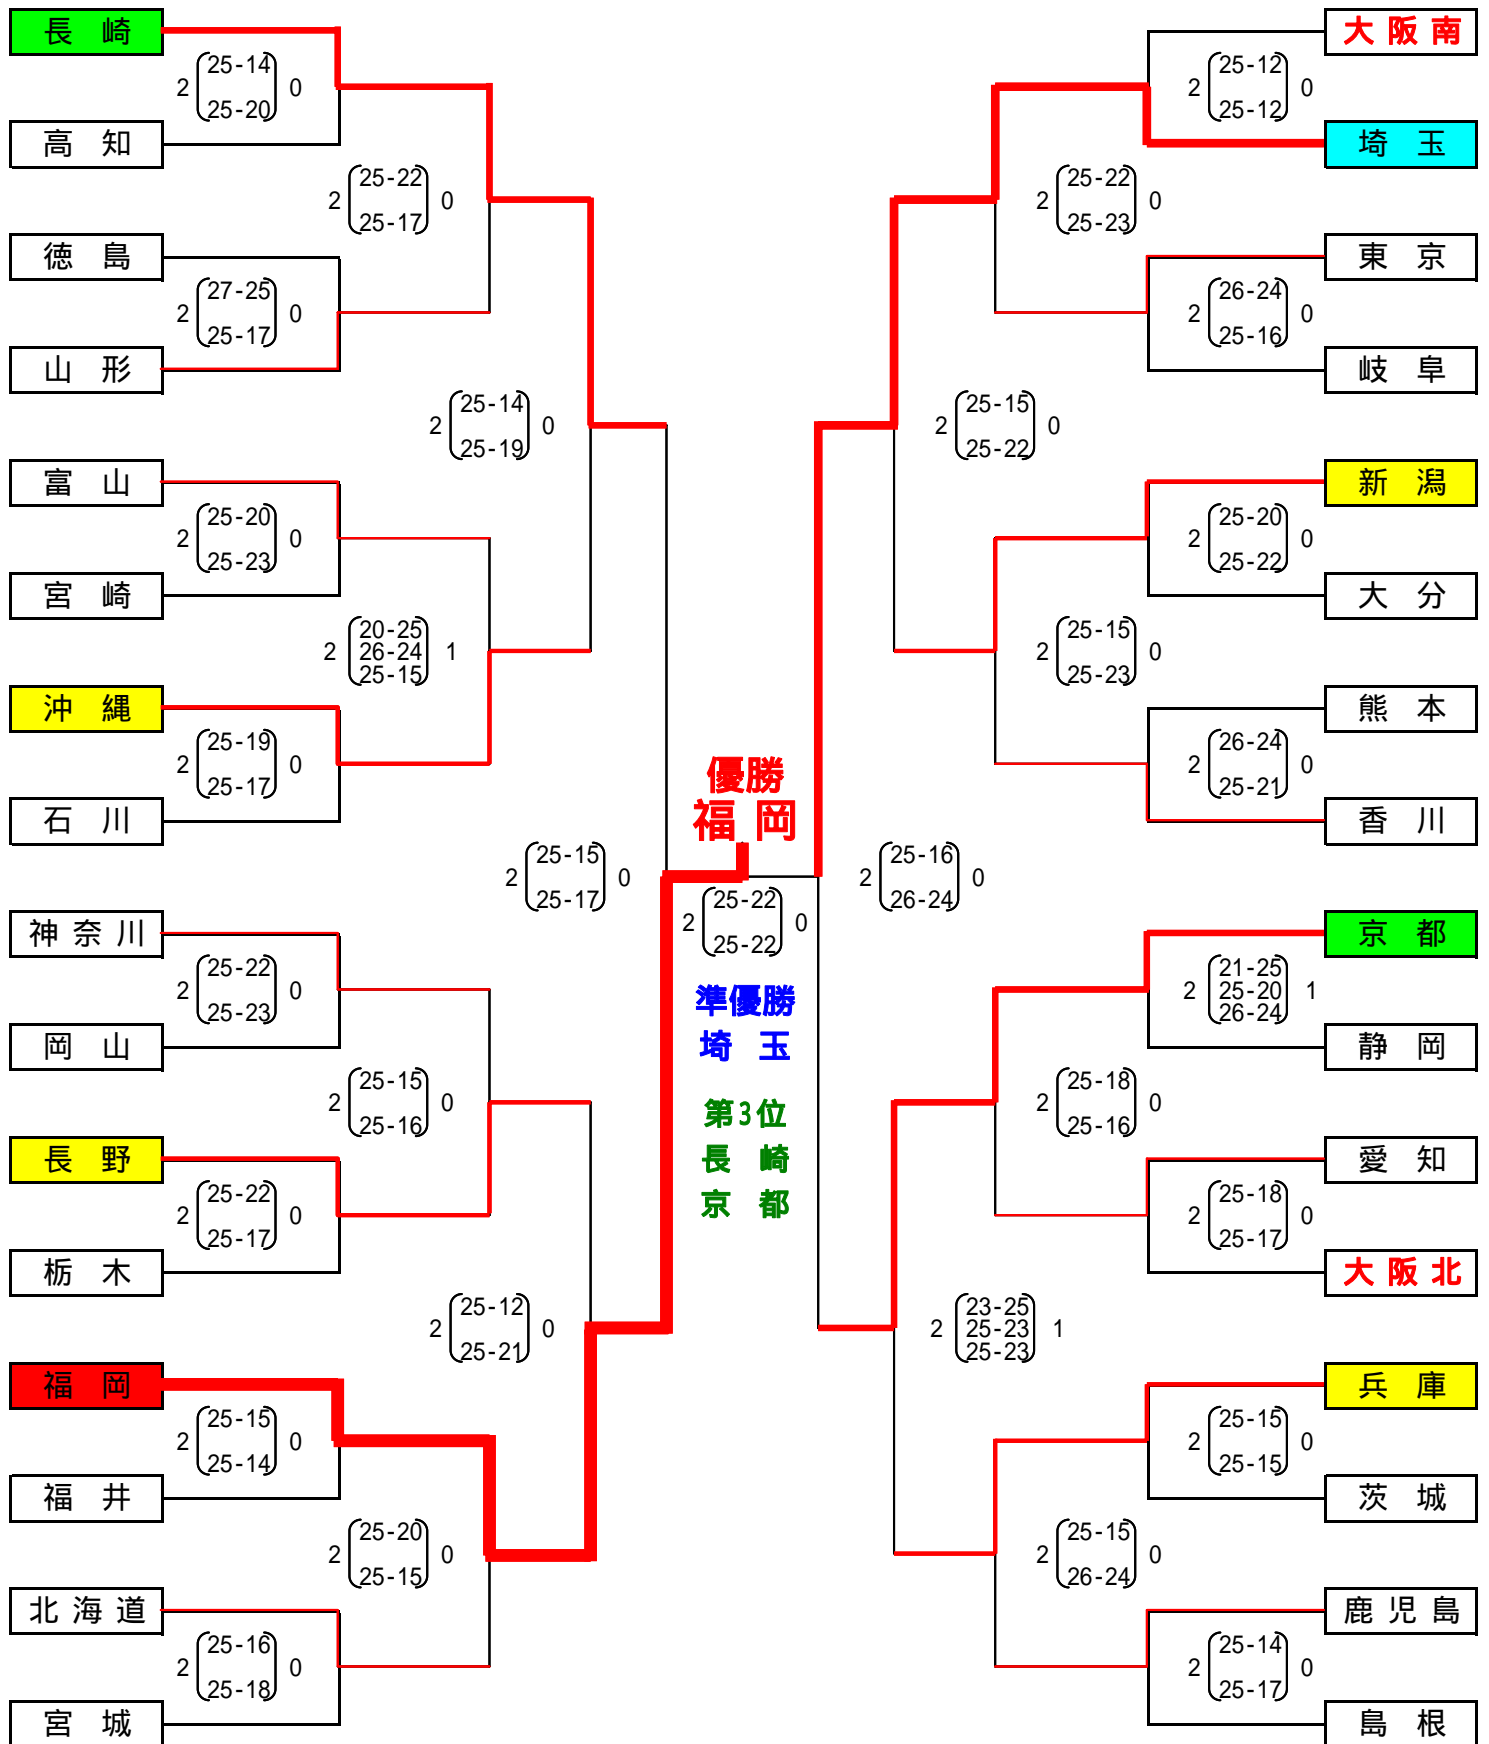 長崎
2 25-14 0
25-20
高知
2 25-22 0
25-17
徳島
2 27-25 0
25-17
山形
2 25-14 0
25-19
富山
2 25-20 0
25-23
宮崎
2 20-25 1
26-24
25-15
沖縄
2 25-19 0
25-17
石川
2 25-15 0
25-17
神奈川
2 25-22 0
25-23
岡山
2 25-15 0
25-16
長野
2 25-22 0
25-17
栃木
2 25-12 0
25-21
福岡
2 25-15 0
25-14
福井
2 25-20 0
25-15
北海道
2 25-16 0
25-18
宮城
優勝
福岡
2 25-22 0
25-22
準優勝
埼玉
第3位
長崎
京都
大阪南
2 25-12 0
25-12
埼玉
2 25-22 0
25-23
東京
2 26-24 0
25-16
岐阜
2 25-15 0
25-22
新潟
2 25-20 0
25-22
大分
2 25-15 0
25-23
熊本
2 26-24 0
25-21
香川
2 25-16 0
26-24
京都
2 21-25 1
25-20
26-24
静岡
2 25-18 0
25-16
愛知
2 25-18 0
25-17
大阪北
2 23-25 1
25-23
25-23
兵庫
2 25-15 0
25-15
茨城
2 25-15 0
26-24
鹿児島
2 25-14 0
25-17
島根